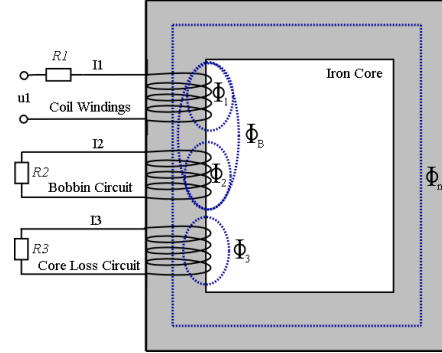 R1
I1
Iron Core
u1
Coil Windings
Φ1
ΦB
I2
R2
Φ2
Φm
Bobbin Circuit
I3
R3
Φ3
Core Loss Circuit